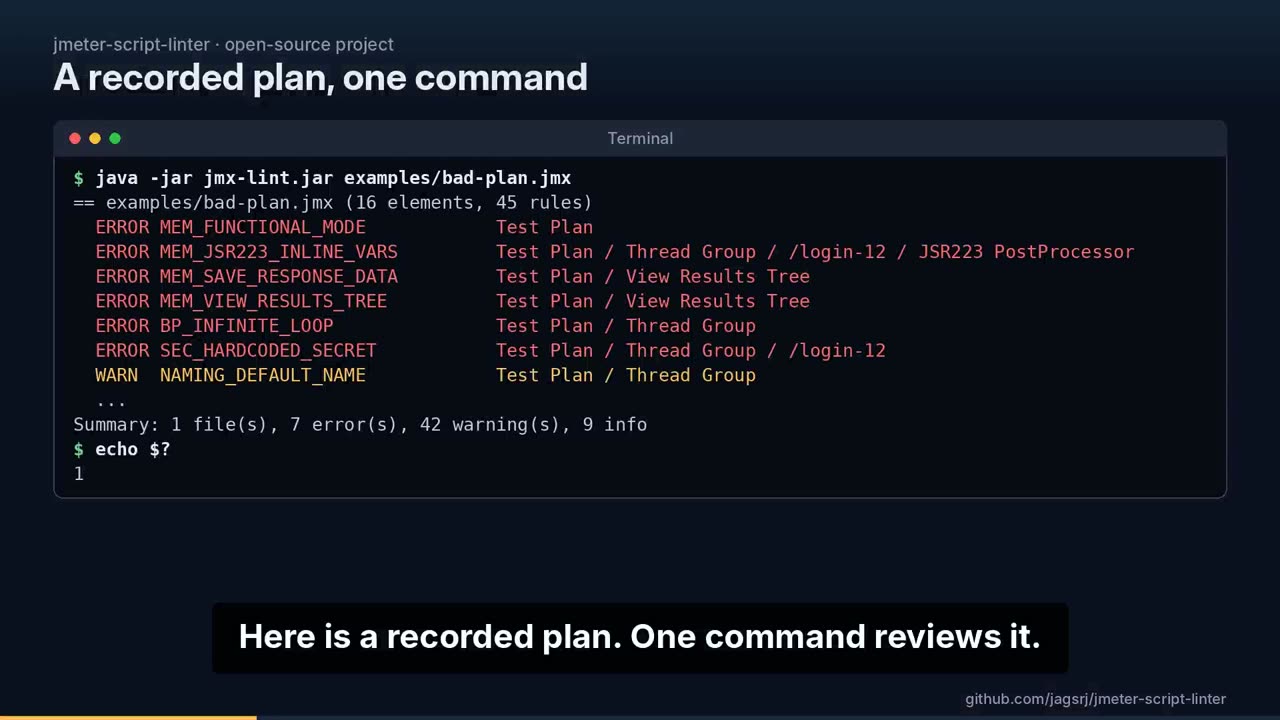 jmeter-script-linter · open-source project
A recorded plan, one command
Terminal
$ java -jar jmx-lint.jar examples/bad-plan.jmx
== examples/bad-plan.jmx (16 elements, 45 rules)
ERROR MEM_FUNCTIONAL_MODE Test Plan
ERROR MEM_JSR223_INLINE_VARS Test Plan / Thread Group / /login-12 / JSR223 PostProcessor
ERROR MEM_SAVE_RESPONSE_DATA Test Plan / View Results Tree
ERROR MEM_VIEW_RESULTS_TREE Test Plan / View Results Tree
ERROR BP_INFINITE_LOOP Test Plan / Thread Group
ERROR SEC_HARDCODED_SECRET Test Plan / Thread Group / /login-12
WARN NAMING_DEFAULT_NAME Test Plan / Thread Group
...
Summary: 1 file(s), 7 error(s), 42 warning(s), 9 info
$ echo $?
1
Here is a recorded plan. One command reviews it.
github.com/jagsrj/jmeter-script-linter